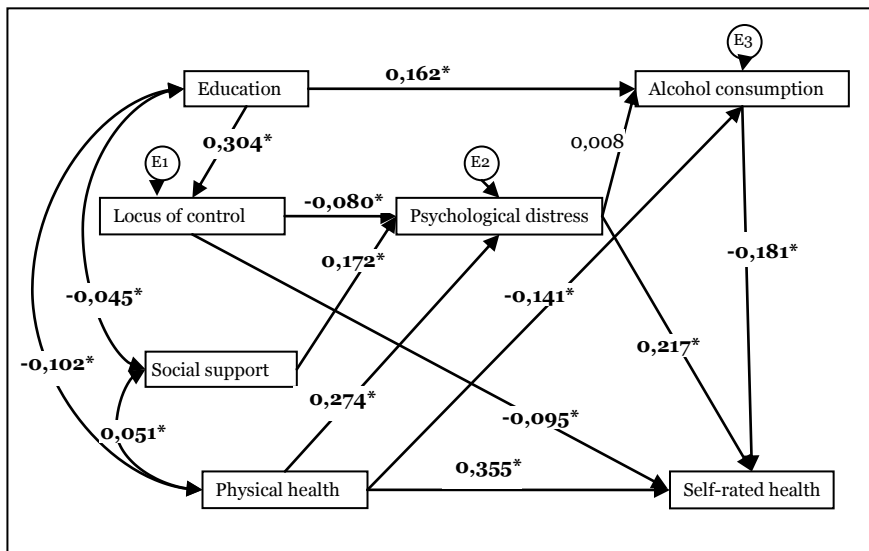 E3
Education
0,162*
Alcohol consumption
0,304*
0,008
E1
E2
Locus of control
-0,080*
Psychological distress
0,172*
-0,181*
-0,045*
-0,141*
0,217*
-0,102*
Social support
0,274*
-0,095*
0,051*
0,355*
Physical health
Self-rated health